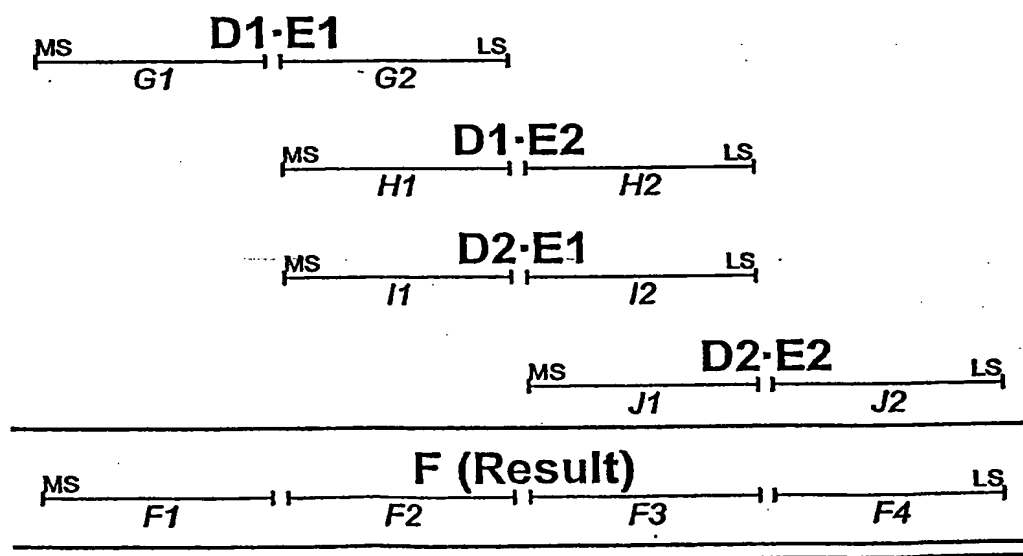 MS D1·E1 LS
G1 G2
MS D1·E2 LS
H1 H2
MS D2·E1 LS
I1 I2
MS D2·E2 LS
J1 J2
MS F (Result) LS
F1 F2 F3 F4